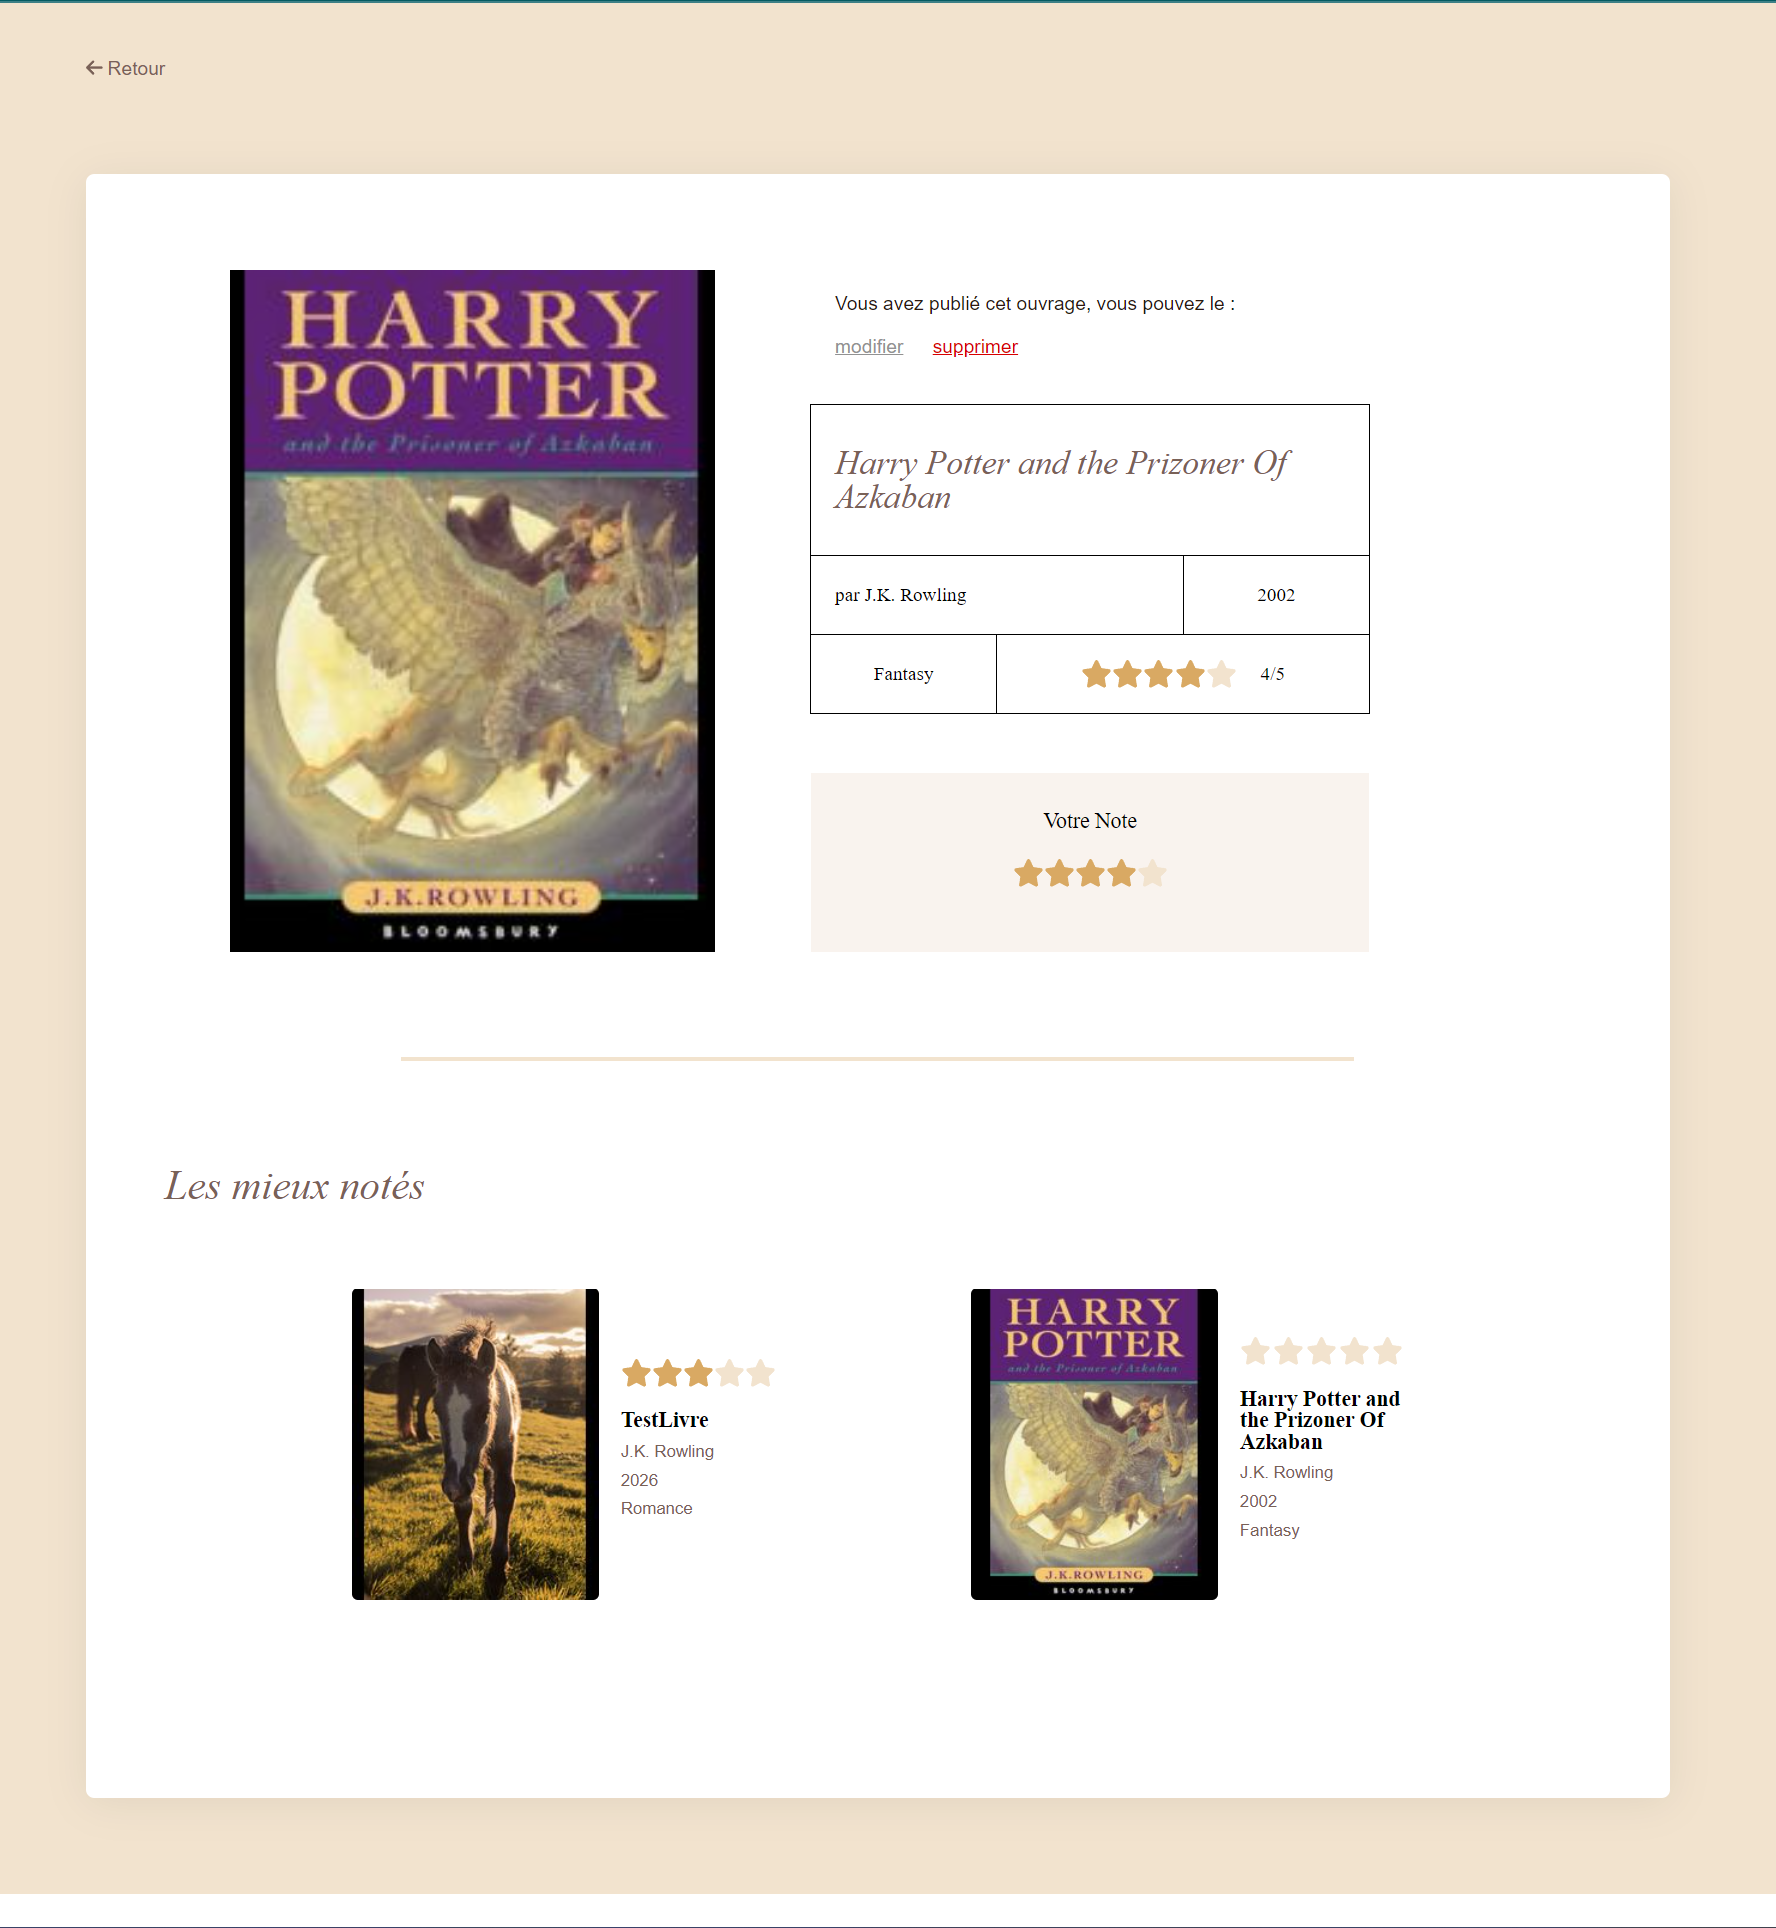 Retour
HARRY
POTTER
and the Prisoner of Azkaban
J.K.ROWLING
BLOOMSBURY
Vous avez publié cet ouvrage, vous pouvez le :
modifier supprimer
Harry Potter and the Prizoner Of
Azkaban
par J.K. Rowling 2002
Fantasy 4/5
Votre Note
Les mieux notés
TestLivre
J.K. Rowling
2026
Romance
HARRY
POTTER
and the Prisoner of Azkaban
J.K.ROWLING
BLOOMSBURY
Harry Potter and
the Prizoner Of
Azkaban
J.K. Rowling
2002
Fantasy